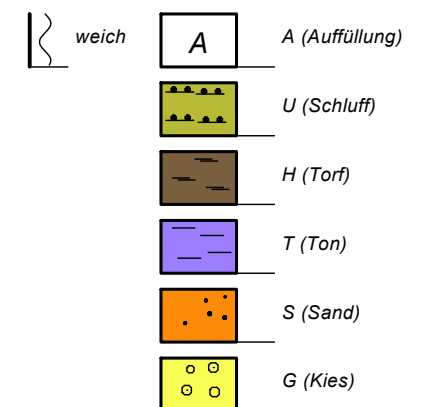 weich
A
A (Auffüllung)
U (Schluff)
H (Torf)
T (Ton)
S (Sand)
G (Kies)